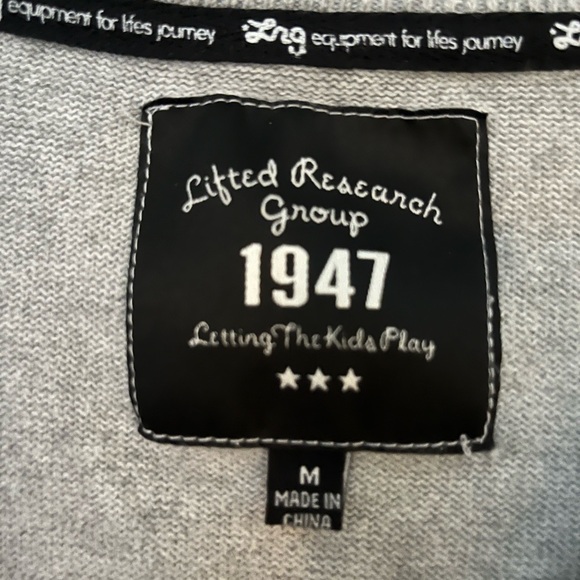 equipment for lifes journey Lrg equipment for lifes journey
Lifted Research
Group
1947
Letting The Kids Play
M
MADE IN
CHINA